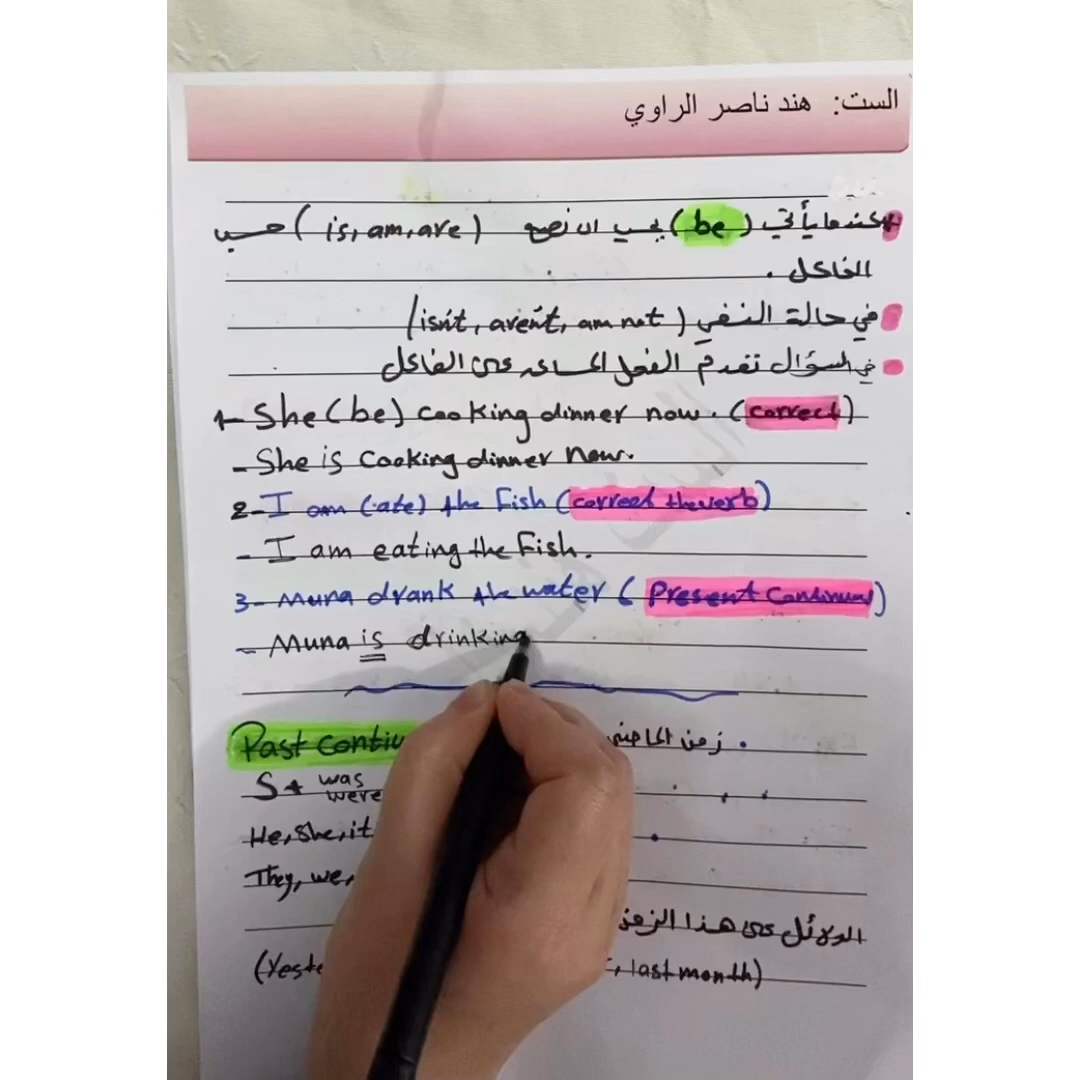 الست: هند ناصر الراوي
عندما يأتي (be) يجب ان نضع (is, am, are) حسب
الفاعل .
في حالة النفي (isn't, aren't, am not)
في السؤال نقدم الفعل المساعد على الفاعل
1- She (be) cooking dinner now. (correct)
- She is cooking dinner now.
2- I am (ate) the fish (correct the verb)
- I am eating the fish.
3- Muna drank the water (Present Continuous)
- Muna is drinking
Past contiu زمن الماضي
S + was were
He, She, it
They, we,
الدلائل على هذا الزمن
(Yeste , last month)